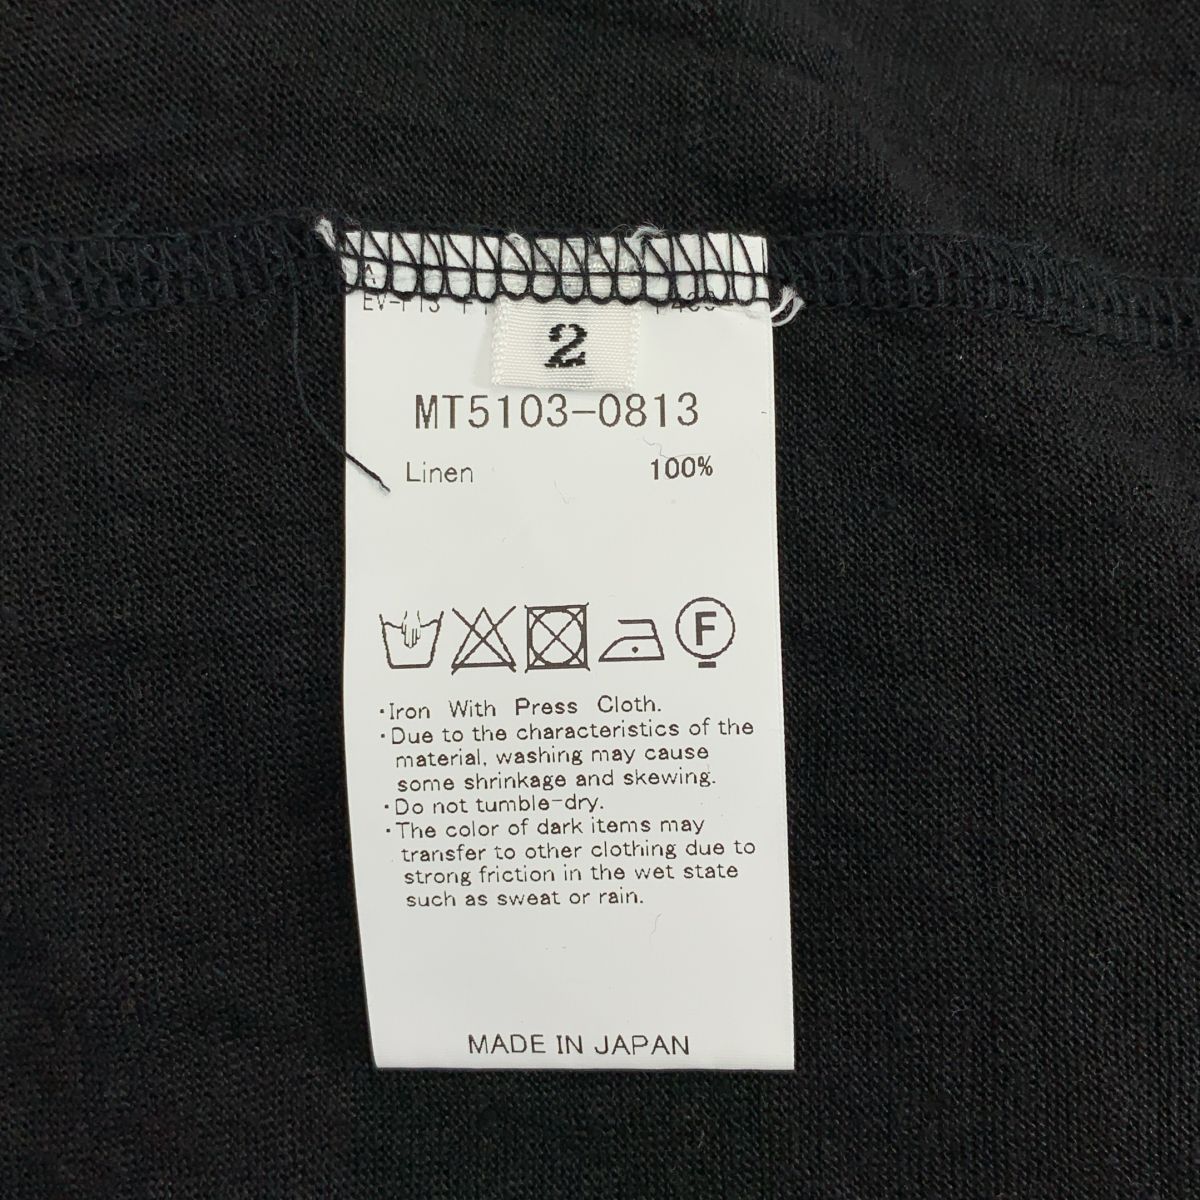 2
MT5103-0813
Linen 100%
F
·Iron With Press Cloth.
·Due to the characteristics of the
material, washing may cause
some shrinkage and skewing.
·Do not tumble-dry.
·The color of dark items may
transfer to other clothing due to
strong friction in the wet state
such as sweat or rain.
MADE IN JAPAN